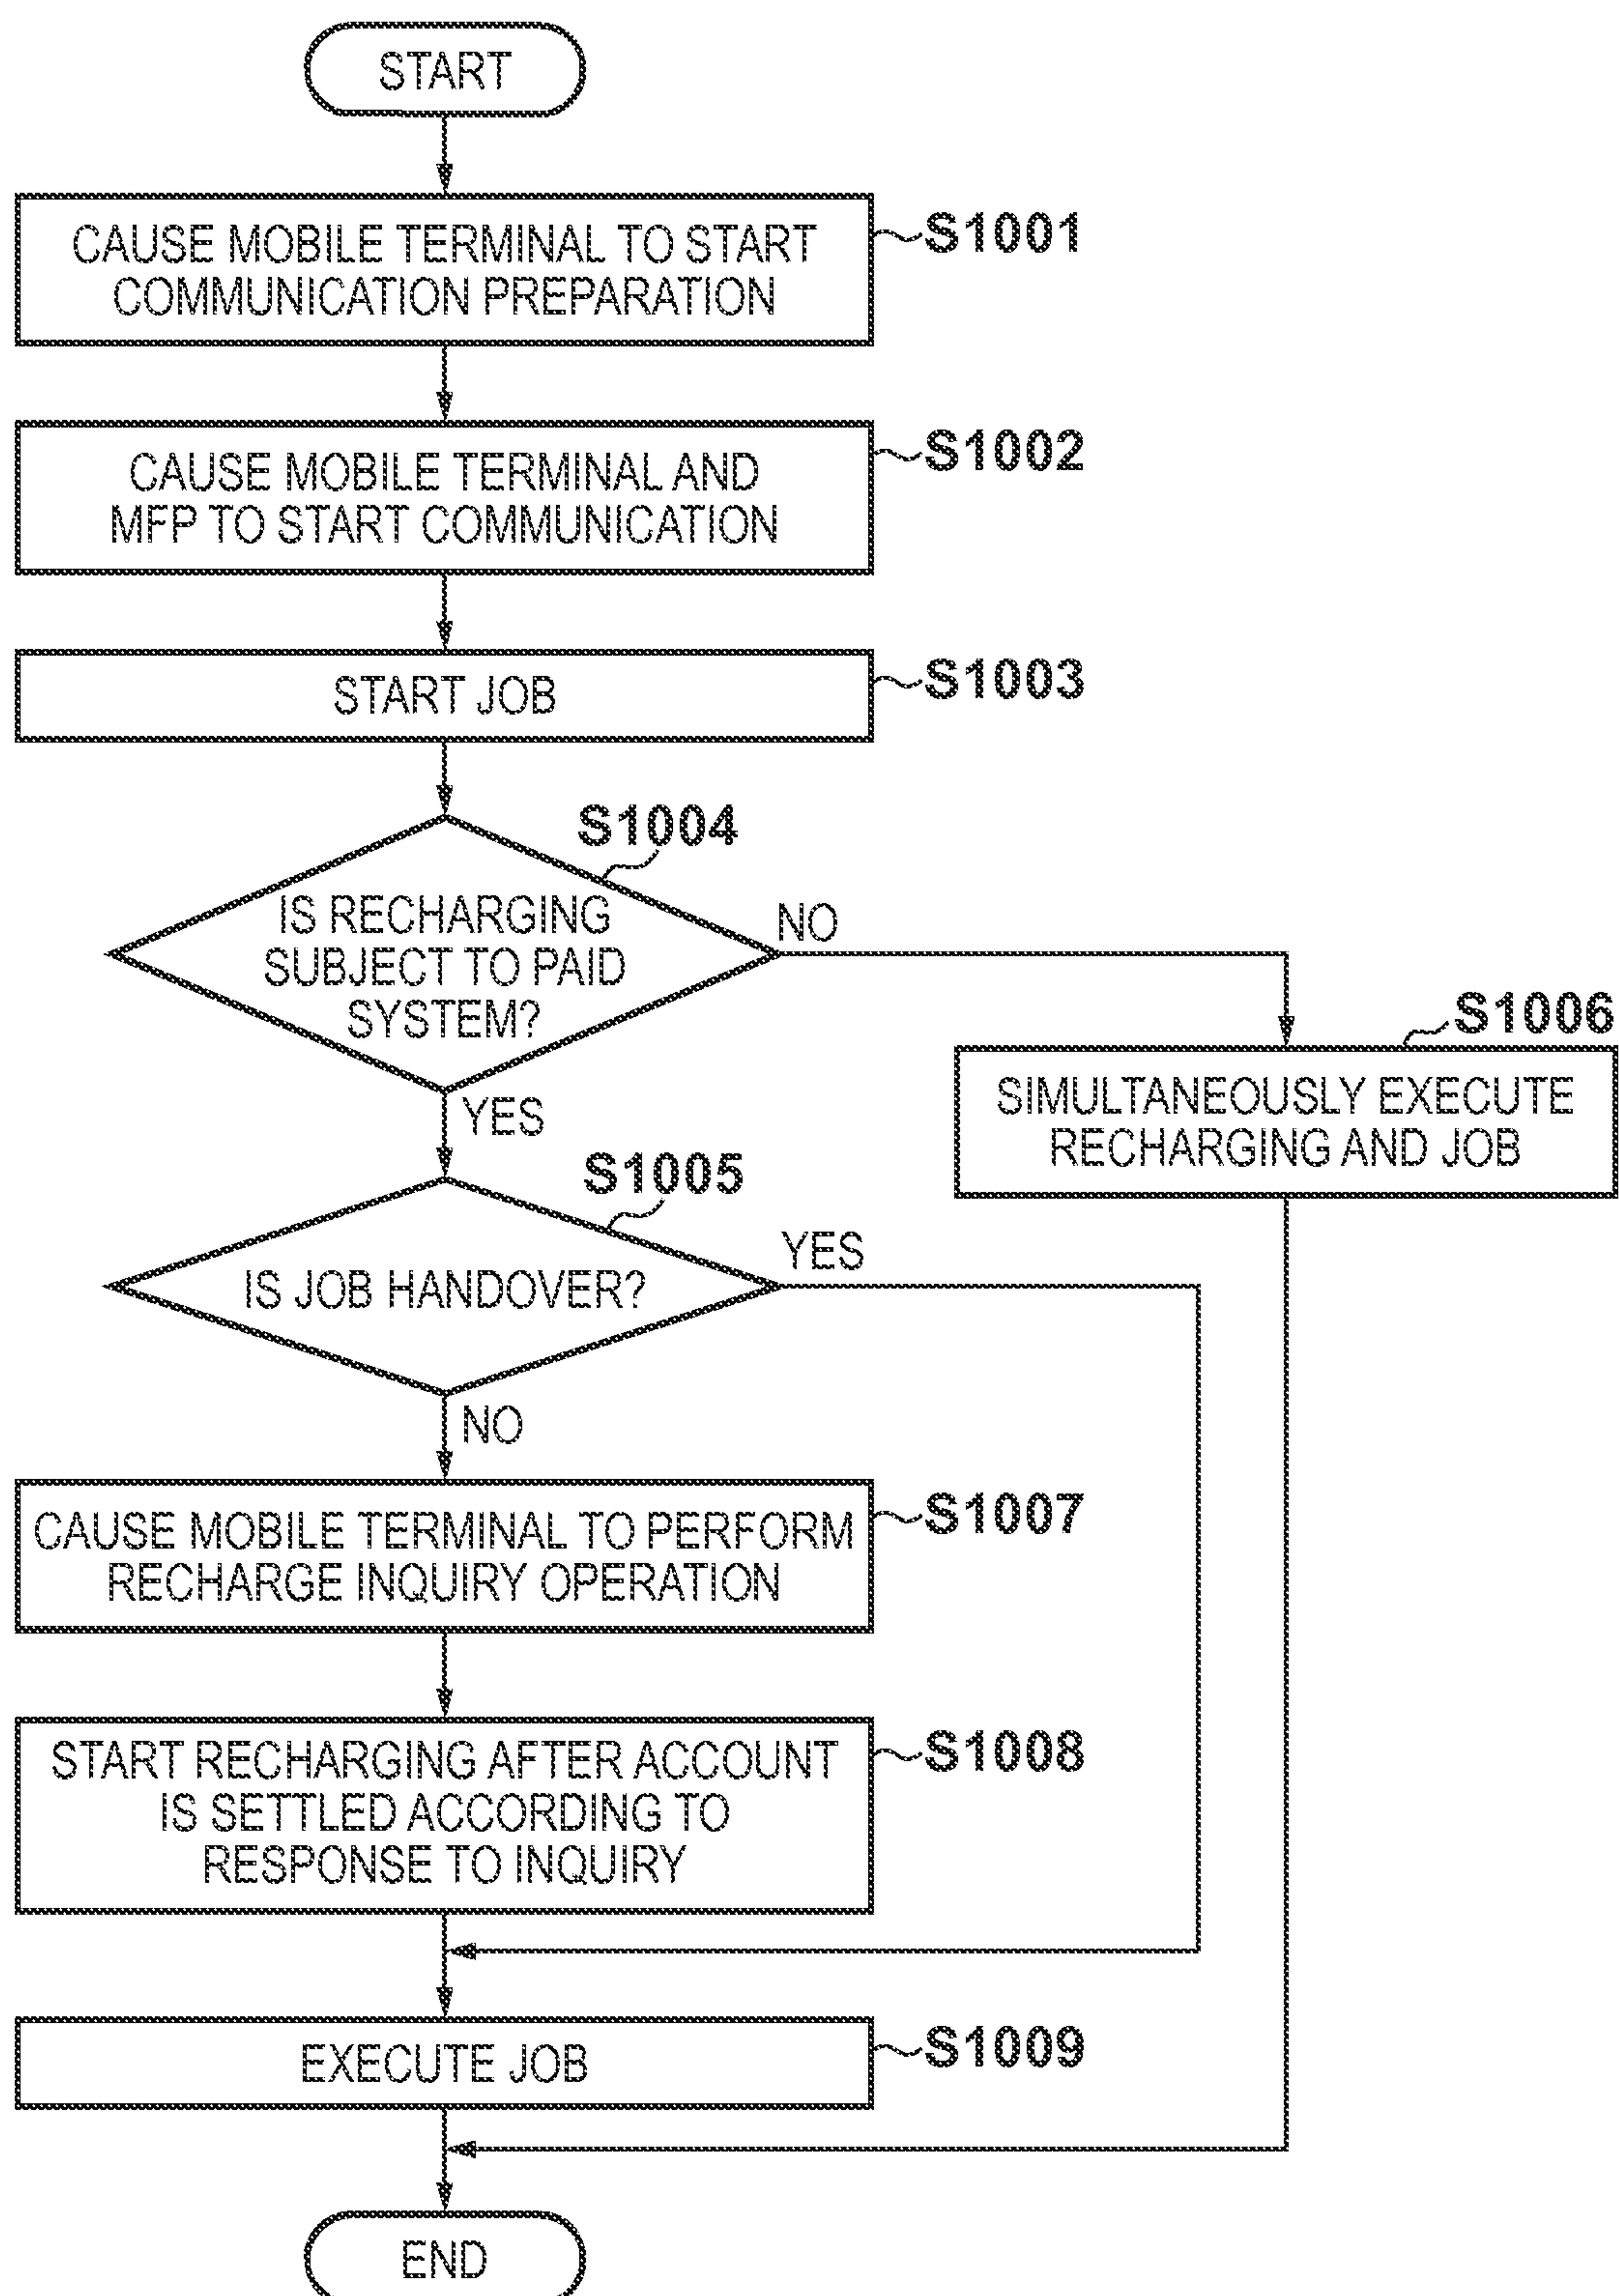 START
CAUSE MOBILE TERMINAL TO START
COMMUNICATION PREPARATION
S1001
CAUSE MOBILE TERMINAL AND
MFP TO START COMMUNICATION
S1002
START JOB
S1003
S1004
IS RECHARGING
SUBJECT TO PAID
SYSTEM?
NO
YES
S1006
SIMULTANEOUSLY EXECUTE
RECHARGING AND JOB
S1005
IS JOB HANDOVER?
YES
NO
CAUSE MOBILE TERMINAL TO PERFORM
RECHARGE INQUIRY OPERATION
S1007
START RECHARGING AFTER ACCOUNT
IS SETTLED ACCORDING TO
RESPONSE TO INQUIRY
S1008
EXECUTE JOB
S1009
END